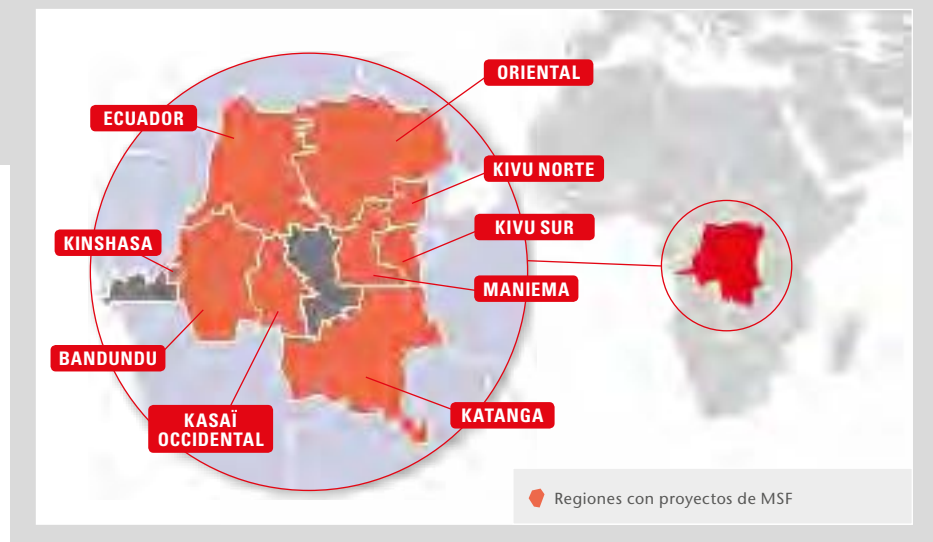 ORIENTAL
ECUADOR
KIVU NORTE
KIVU SUR
KINSHASA
MANIEMA
BANDUNDU
KASAÏ
OCCIDENTAL
KATANGA
Regiones con proyectos de MSF